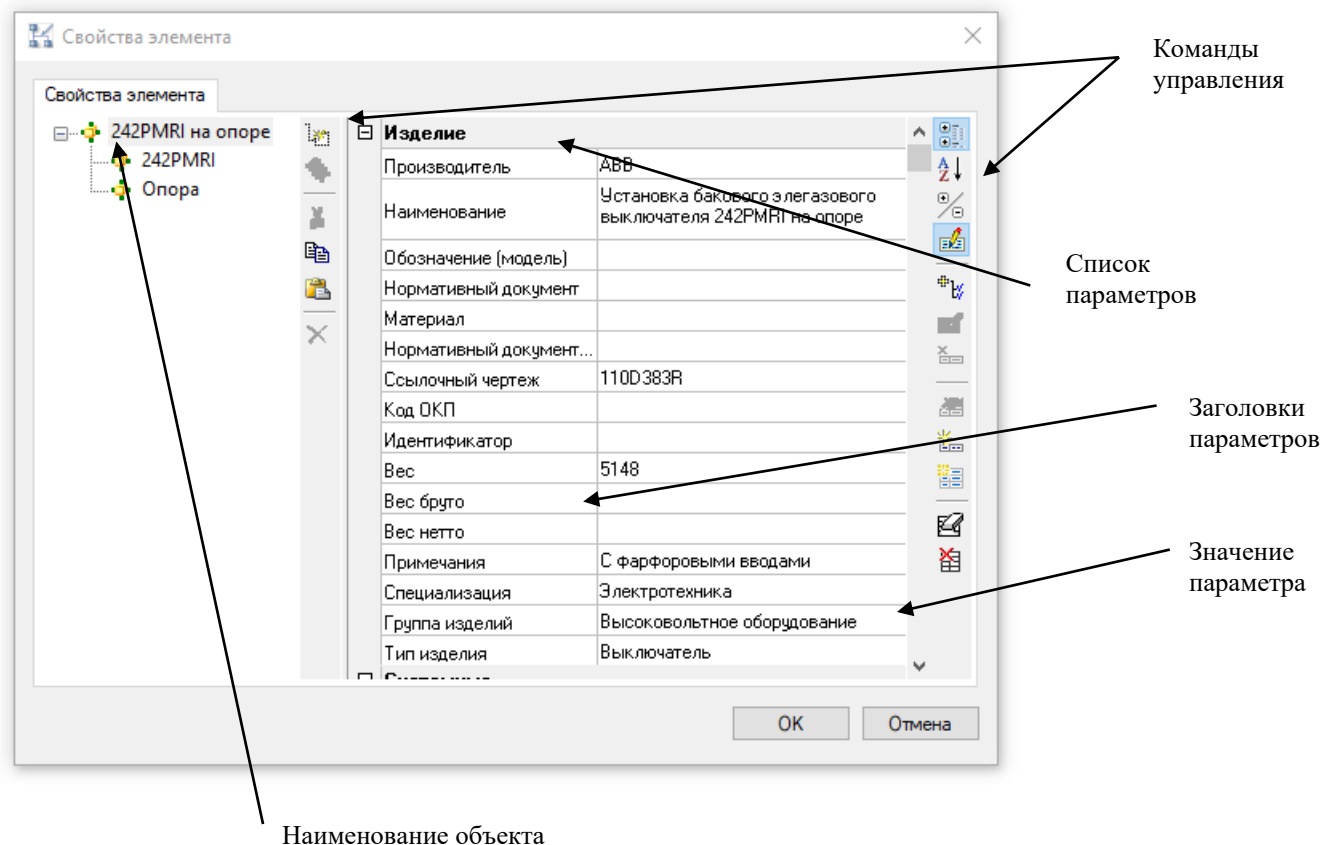 Свойства элемента
Свойства элемента
242PMRI на опоре
242PMRI
Опора
Изделие
Производитель ABB
Наименование Установка бакового элегазового
выключателя 242PMRI на опоре
Обозначение (модель)
Нормативный документ
Материал
Нормативный документ...
Ссылочный чертеж 110D383R
Код ОКП
Идентификатор
Вес 5148
Вес бруто
Вес нетто
Примечания С фарфоровыми вводами
Специализация Электротехника
Группа изделий Высоковольтное оборудование
Тип изделия Выключатель
OK Отмена
Команды
управления
Список
параметров
Заголовки
параметров
Значение
параметра
Наименование объекта